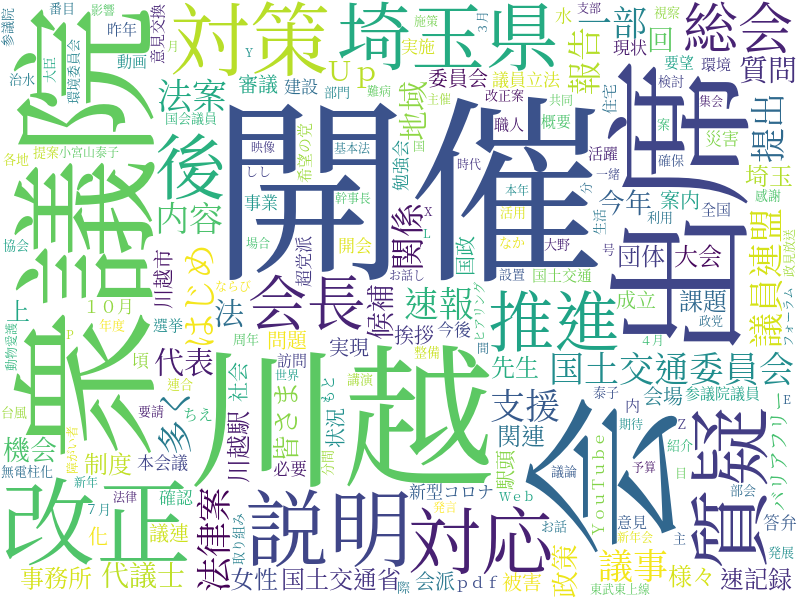 参議院
番目
影響
昨年
各地
大臣
環境委員会
動画
意見交換
対策
埼玉県
3月
一部
支部
施策
視察
総会
実施
水
報告
現状
回
要望
環境
質問
衆議院
法案
審議
建設
Up
部門
難病
委員会
議員立法
主催
改正案
共同
地域
職人
概要
住宅
検討
集会
案
災害
確保
提出
国会議員
提案
小宮山泰子
後
開催
映像
基本法
希望の党
勉強会
時代
活躍
一緒
埼玉
感謝
出席
内容
事業
しし
幹事長
本年
活用
分
生活
利用
今年
案内
全国
関係
X
L
なか
大野
号
政見放送
協会
川越市
はじめ
超党派
場合
開会
お話し
国政
設置
国土交通
団体
大会
議員連盟
フォーラム
上
10月
法
会長
候補
速報
推進
ヒアリング
成立
4月
政党
課題
動物愛護
P
年度
選挙
ならび
問題
周年
挨拶
今後
整備
間
代表
実現
訪問
川越
先生
国土交通委員会
台風
連合
要請
多く
ちえ
社会
世界
皆さま
講演
もと
状況
支援
泰子
会場
参議院議員
E
機会
障がい者
川越駅
分間
必要
関連
内
期待
Z
紹介
バリアフリー
無電柱化
制度
本会議
新年
法律
確認
7月
改正
法律案
取り組み
説明
新型コロナ
発言
対応
駅頭
Web
お話
会
YouTube
議論
予算
目
部会
意見
質疑
答弁
発展
化
議連
新年会
主
事務所
代議士
女性
国土交通省
際
会派
pdf
被害
政策
議事
様々
東武東上線
速記録